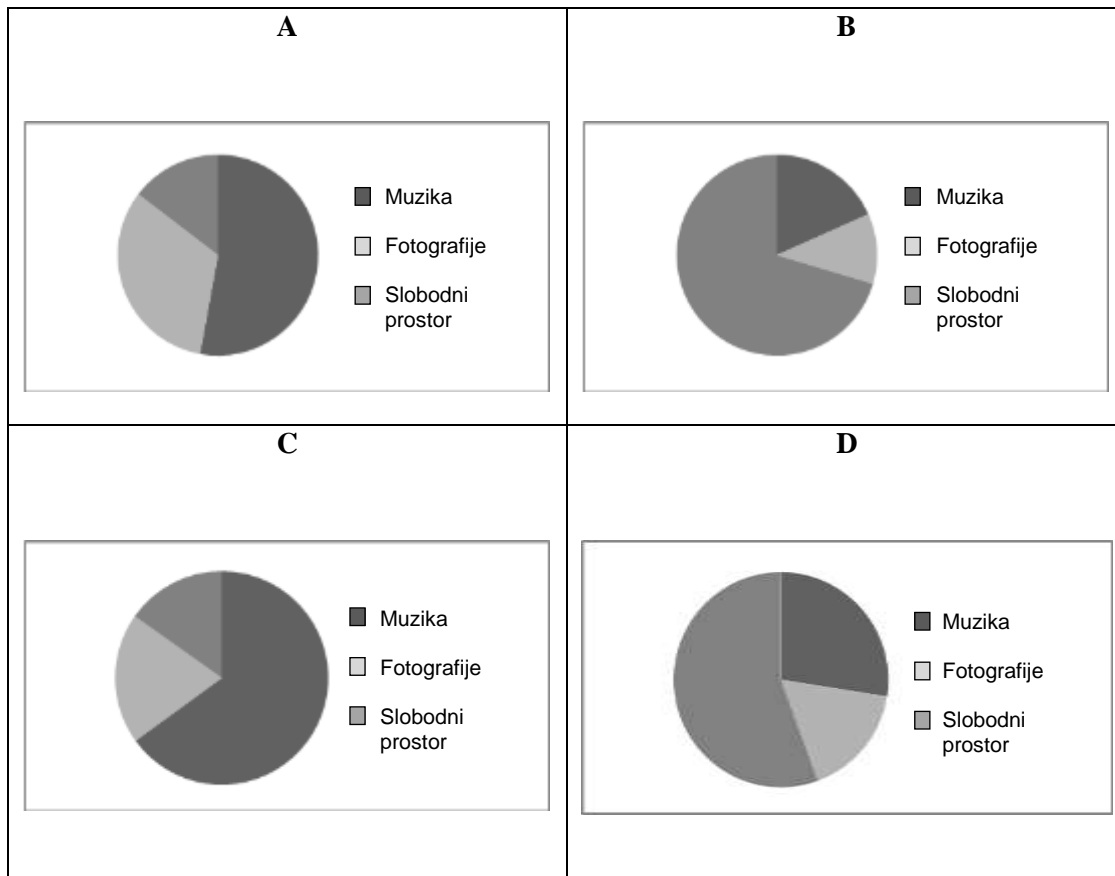 A
Muzika
Fotografije
Slobodni
prostor
B
Muzika
Fotografije
Slobodni
prostor
C
Muzika
Fotografije
Slobodni
prostor
D
Muzika
Fotografije
Slobodni
prostor